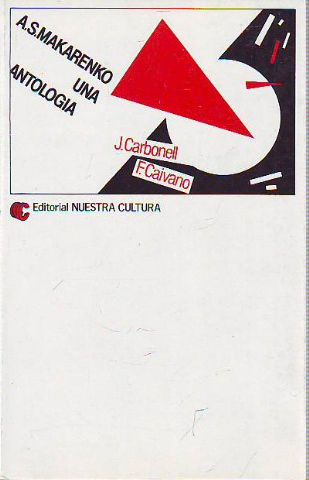 A.S.MAKARENKO
UNA
ANTOLOGIA
J.Carbonell
F.Caivano
Editorial NUESTRA CULTURA